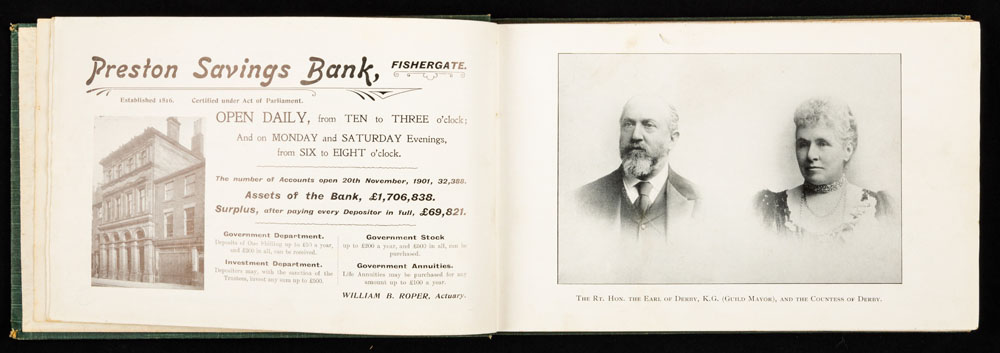 Preston Savings Bank, FISHERGATE.
Established 1816. Certified under Act of Parliament.
OPEN DAILY, from TEN to THREE o'clock;
And on MONDAY and SATURDAY Evenings,
from SIX to EIGHT o'clock.
The number of Accounts open 20th November, 1901, 32,388.
Assets of the Bank, £1,706,838.
Surplus, after paying every Depositor in full, £69,821.
Government Department.
Deposits of One Shilling up to £50 a year,
and £200 in all, can be received.
Investment Department.
Depositors may, with the sanction of the
Trustees, invest any sum up to £500.
Government Stock
up to £200 a year, and £500 in all, can be
purchased.
Government Annuities.
Life Annuities may be purchased for any
amount up to £100 a year.
WILLIAM B. ROPER, Actuary.
THE RT. HON. THE EARL OF DERBY, K.G. (GUILD MAYOR), AND THE COUNTESS OF DERBY.